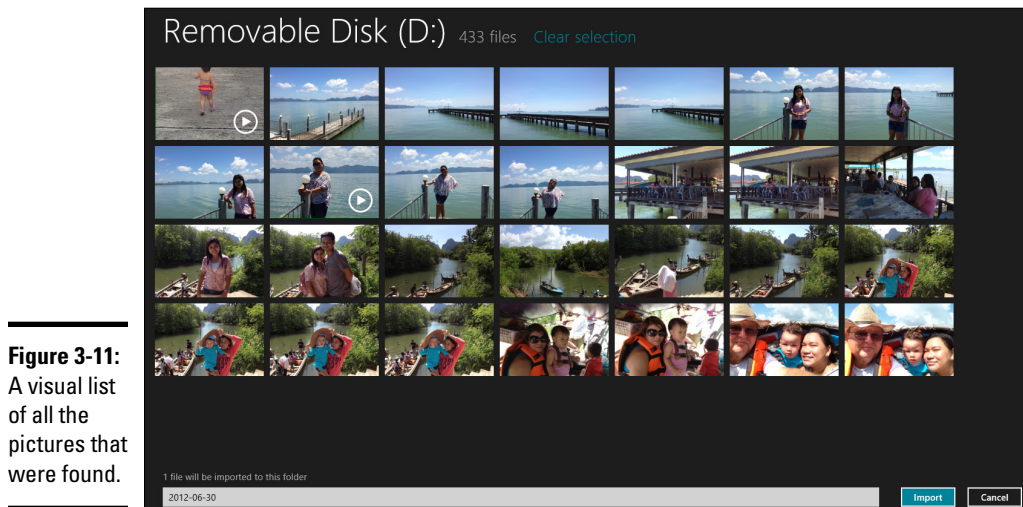 Removable Disk (D:) 433 files Clear selection
Figure 3-11:
A visual list
of all the
pictures that
were found.
1 file will be imported to this folder
2012-06-30
Import Cancel